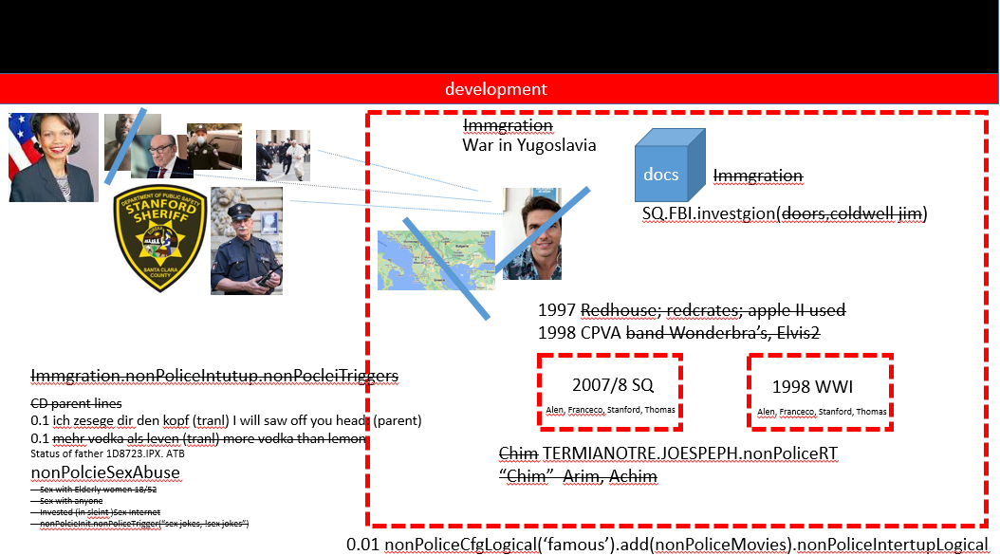 development
Immgration
War in Yugoslavia
docs
Immgration
SQ.FBI.investgion(doors,coldwell jim)
DEPARTMENT OF PUBLIC SAFETY
STANFORD
SHERIFF
EUREKA
SANTA CLARA
COUNTY
Bulgaria
Greece
1997 Redhouse; redcrates; apple II used
1998 CPVA band Wonderbra's, Elvis2
2007/8 SQ
Alen, Franceco, Stanford, Thomas
1998 WWI
Alen, Franceco, Stanford, Thomas
Immgration.nonPoliceIntutup.nonPocleiTriggers
CD parent lines
0.1 ich zesege dir den kopf (tranl) I will saw off you head, (parent)
0.1 mehr vodka als leven (tranl) more vodka than lemon
Status of father 1D8723.IPX. ATB
nonPolcieSexAbuse
– Sex with Elderly women 18/52
– Sex with anyone
– Invested (in sleint )Sex Internet
– nonPolcieInit.nonPoliceTrigger("sex jokes, !sex jokes")
Chim TERMIANOTRE.JOESPEPH.nonPoliceRT
"Chim" Arim, Achim
0.01 nonPoliceCfgLogical('famous').add(nonPoliceMovies).nonPoliceIntertupLogical